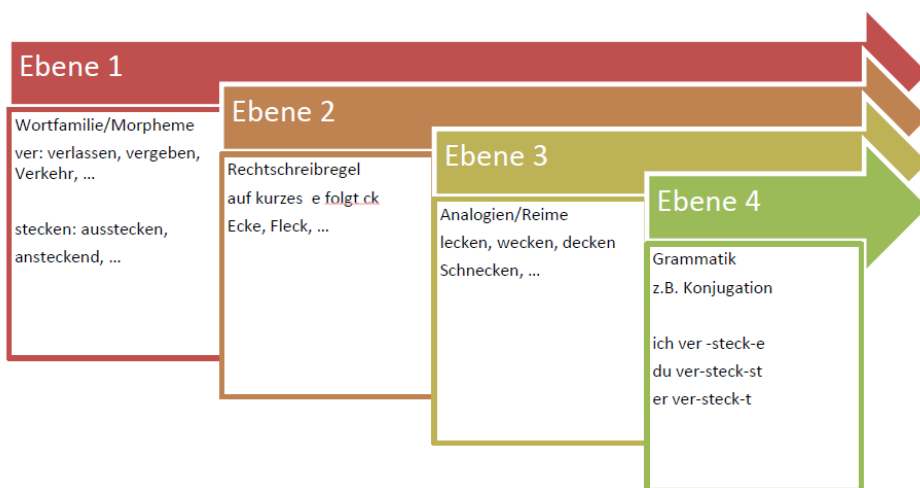 Ebene 1
Wortfamilie/Morpheme
ver: verlassen, vergeben,
Verkehr, ...
stecken: ausstecken,
ansteckend, ...
Ebene 2
Rechtschreibregel
auf kurzes e folgt ck
Ecke, Fleck, ...
Ebene 3
Analogien/Reime
lecken, wecken, decken
Schnecken, ...
Ebene 4
Grammatik
z.B. Konjugation
ich ver -steck-e
du ver-steck-st
er ver-steck-t